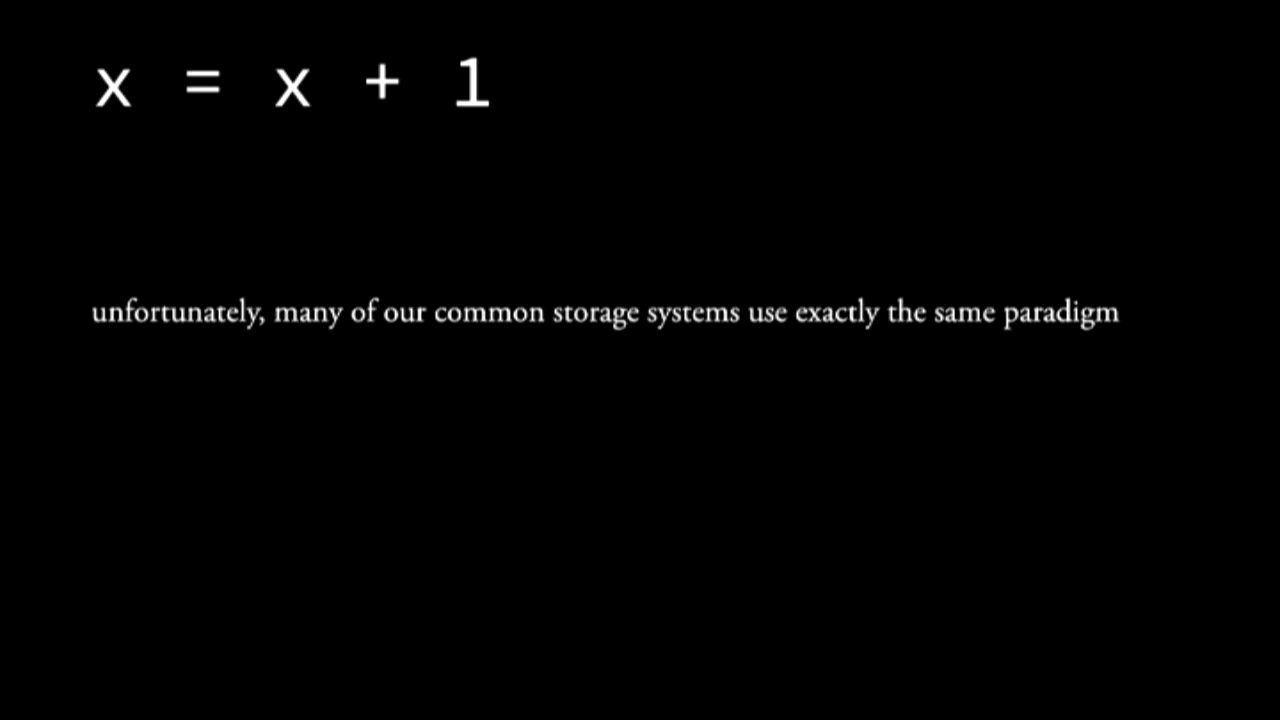 x = x + 1
unfortunately, many of our common storage systems use exactly the same paradigm